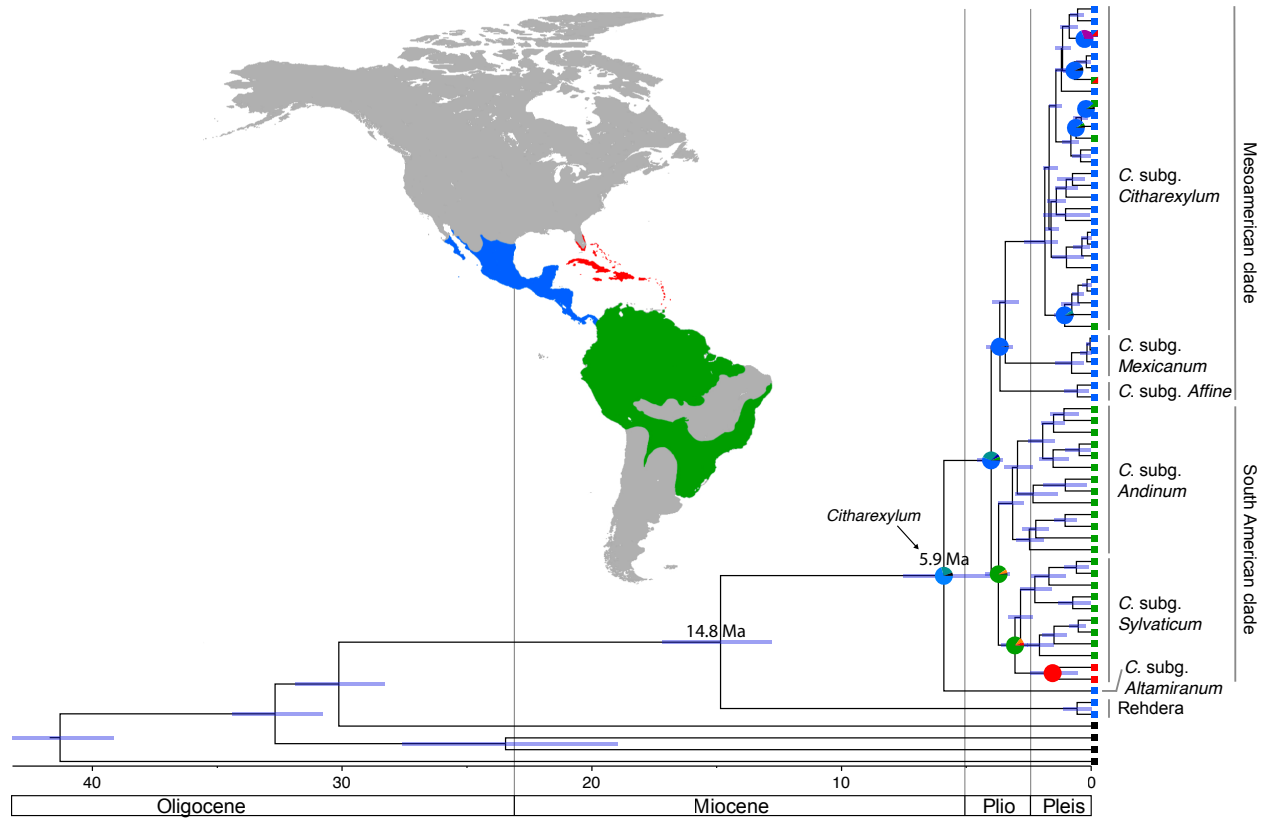 C. subg.
Citharexylum
Mesoamerican clade
C. subg.
Mexicanum
C. subg. Affine
C. subg.
Andinum
South American clade
Citharexylum
5.9 Ma
C. subg.
Sylvaticum
14.8 Ma
C. subg.
Altamiranum
Rehdera
40
30
20
10
0
Oligocene
Miocene
Plio
Pleis